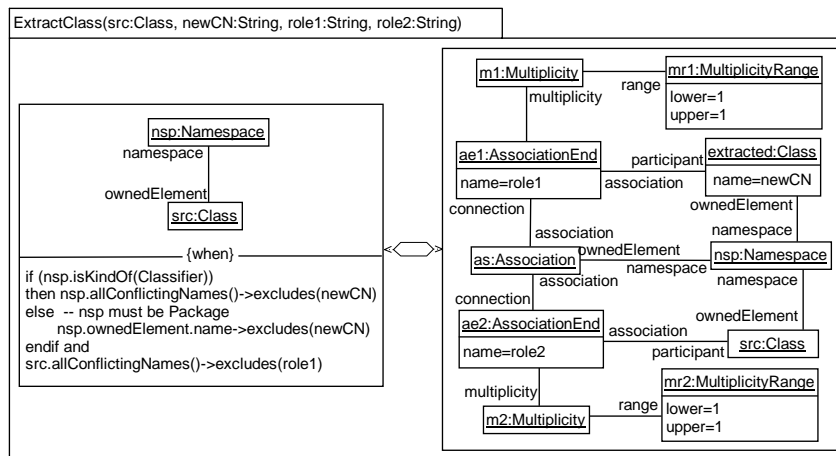 ExtractClass(src:Class, newCN:String, role1:String, role2:String)
nsp:Namespace
namespace
ownedElement
src:Class
{when}
if (nsp.isKindOf(Classifier))
then nsp.allConflictingNames()->excludes(newCN)
else -- nsp must be Package
nsp.ownedElement.name->excludes(newCN)
endif and
src.allConflictingNames()->excludes(role1)
m1:Multiplicity
multiplicity
range
mr1:MultiplicityRange
lower=1
upper=1
ae1:AssociationEnd
name=role1
connection
participant
association
extracted:Class
name=newCN
ownedElement
namespace
association
as:Association
ownedElement
namespace
association
nsp:Namespace
namespace
connection
ae2:AssociationEnd
name=role2
association
participant
ownedElement
src:Class
multiplicity
m2:Multiplicity
range
mr2:MultiplicityRange
lower=1
upper=1